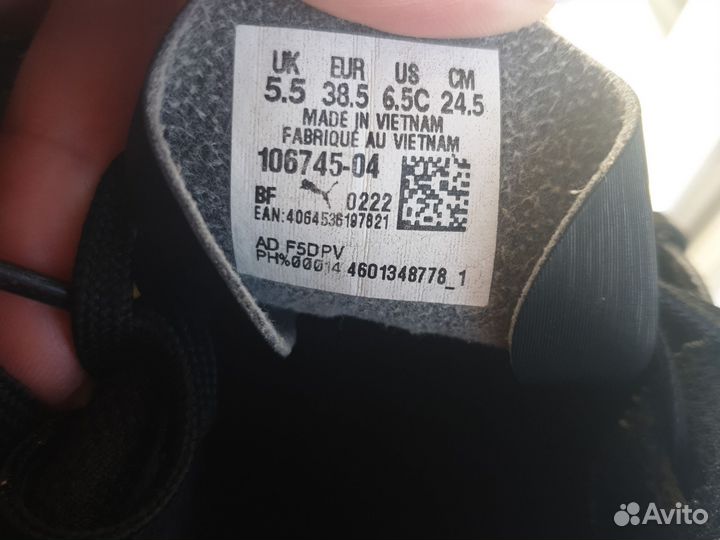 UK EUR US CM
5.5 38.5 6.5C 24.5
MADE IN VIETNAM
FABRIQUÉ AU VIETNAM
106745-04
BF 0222
EAN:4064536197821
AD F5DPV
PH%00014 4601348778_1
Avito